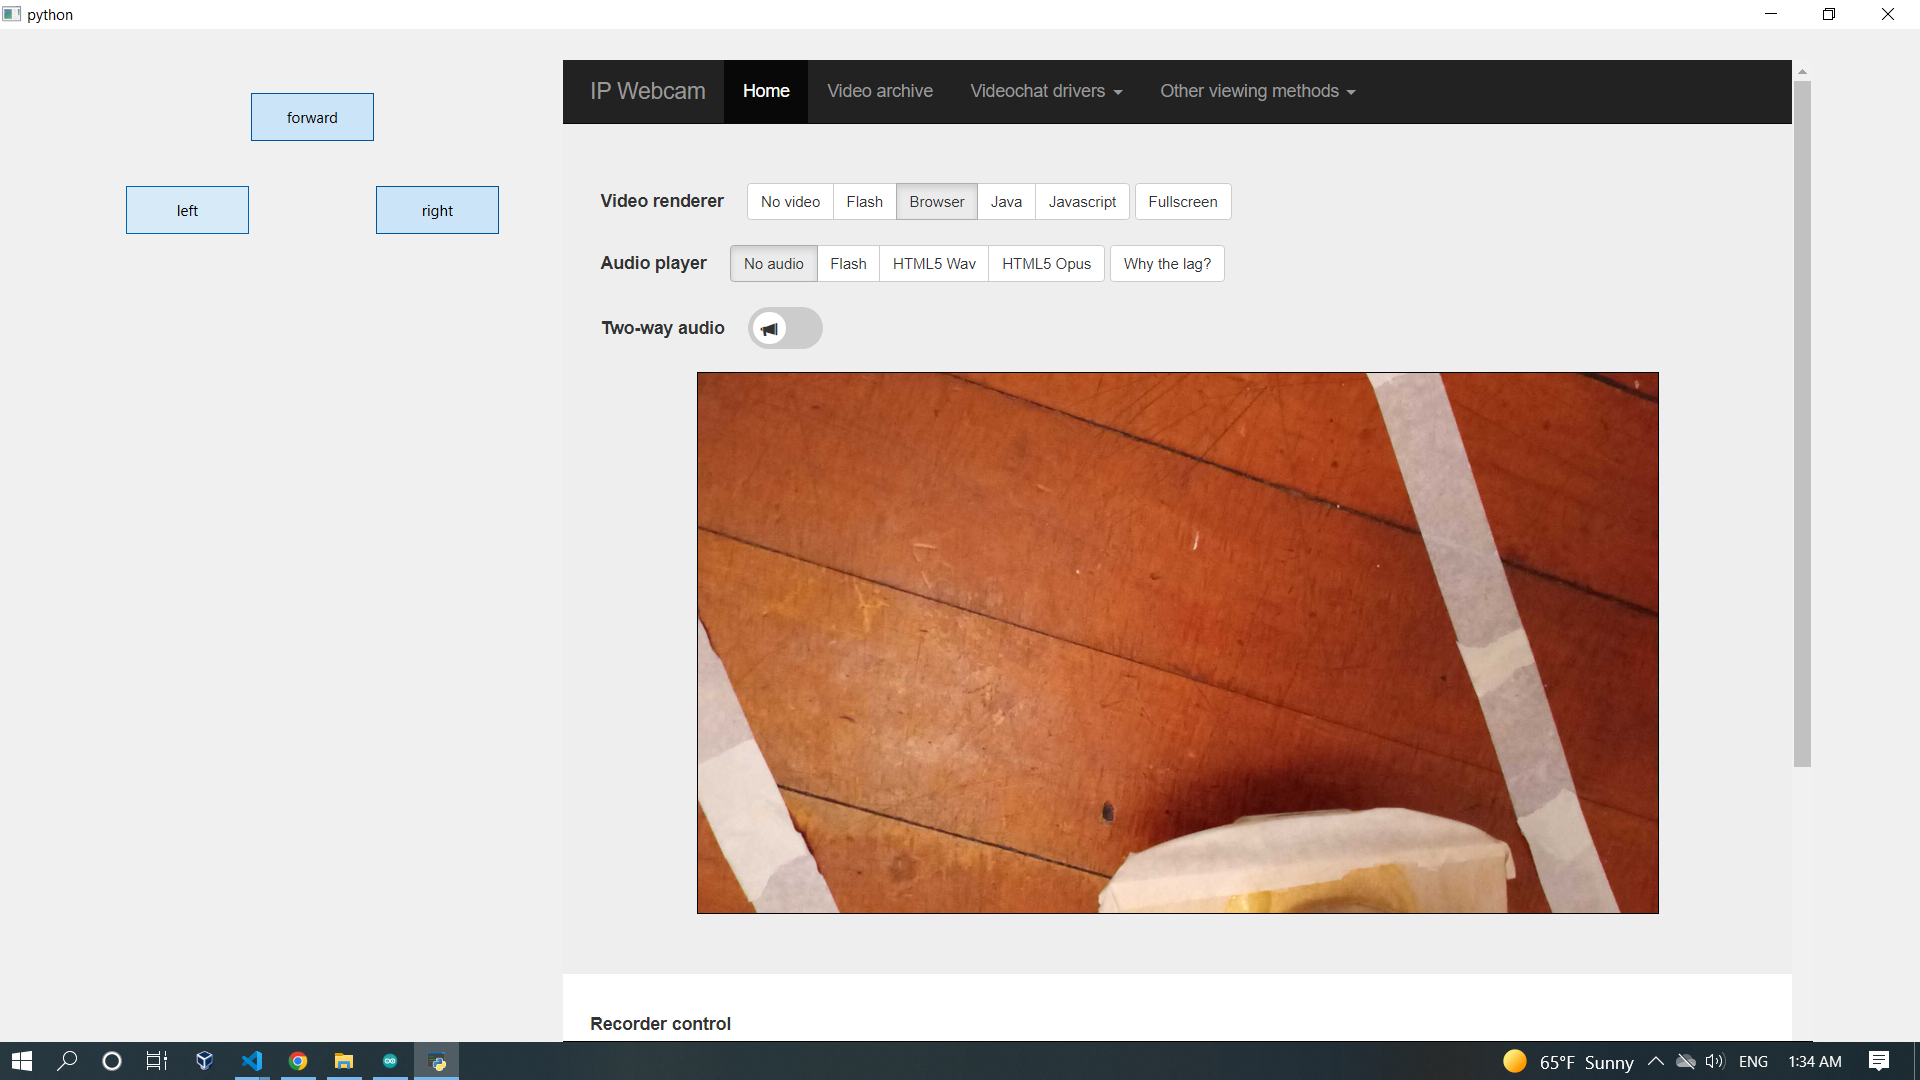 python
forward
left
right
IP Webcam Home Video archive Videochat drivers Other viewing methods
Video renderer No video Flash Browser Java Javascript Fullscreen
Audio player No audio Flash HTML5 Wav HTML5 Opus Why the lag?
Two-way audio
Recorder control
65°F Sunny ENG 1:34 AM